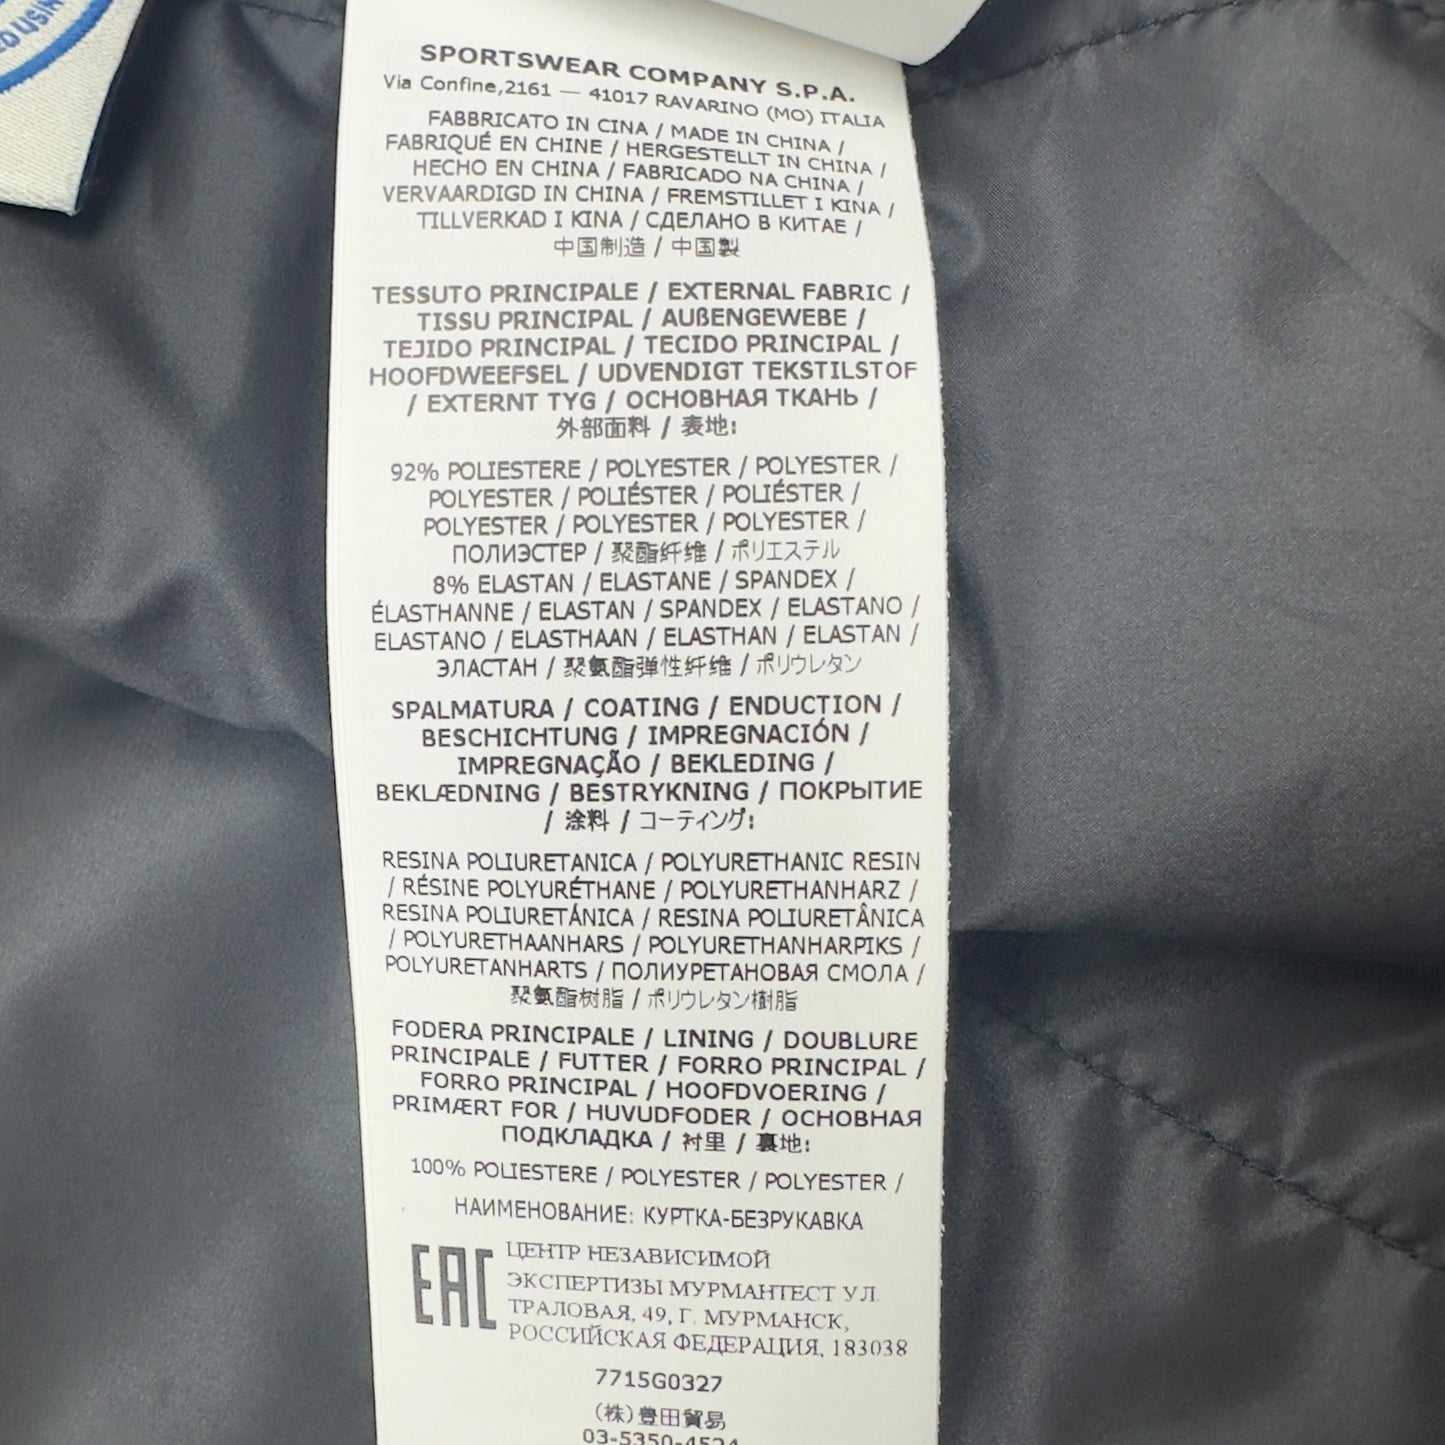 SPORTSWEAR COMPANY S.P.A.
Via Confine,2161 — 41017 RAVARINO (MO) ITALIA
FABBRICATO IN CINA / MADE IN CHINA /
FABRIQUÉ EN CHINE / HERGESTELLT IN CHINA /
HECHO EN CHINA / FABRICADO NA CHINA /
VERVAARDIGD IN CHINA / FREMSTILLET I KINA /
TILLVERKAD I KINA / СДЕЛАНО В КИТАЕ /
中国制造 / 中国製
TESSUTO PRINCIPALE / EXTERNAL FABRIC /
TISSU PRINCIPAL / AUßENGEWEBE /
TEJIDO PRINCIPAL / TECIDO PRINCIPAL /
HOOFDWEEFSEL / UDVENDIGT TEKSTILSTOF
/ EXTERNT TYG / ОСНОВНАЯ ТКАНЬ /
外部面料 / 表地:
92% POLIESTERE / POLYESTER / POLYESTER /
POLYESTER / POLIÉSTER / POLIÉSTER /
POLYESTER / POLYESTER / POLYESTER /
ПОЛИЭСТЕР / 聚酯纤维 / ポリエステル
8% ELASTAN / ELASTANE / SPANDEX /
ÉLASTHANNE / ELASTAN / SPANDEX / ELASTANO /
ELASTANO / ELASTHAAN / ELASTHAN / ELASTAN /
ЭЛАСТАН / 聚氨酯弹性纤维 / ポリウレタン
SPALMATURA / COATING / ENDUCTION /
BESCHICHTUNG / IMPREGNACIÓN /
IMPREGNAÇÃO / BEKLEDING /
BEKLÆDNING / BESTRYKNING / ПОКРЫТИЕ
/ 涂料 / コーティング:
RESINA POLIURETANICA / POLYURETHANIC RESIN
/ RÉSINE POLYURÉTHANE / POLYURETHANHARZ /
RESINA POLIURETÁNICA / RESINA POLIURETÂNICA
/ POLYURETHAANHARS / POLYURETHANHARPIKS /
POLYURETANHARTS / ПОЛИУРЕТАНОВАЯ СМОЛА /
聚氨酯树脂 / ポリウレタン樹脂
FODERA PRINCIPALE / LINING / DOUBLURE
PRINCIPALE / FUTTER / FORRO PRINCIPAL /
FORRO PRINCIPAL / HOOFDVOERING /
PRIMÆRT FOR / HUVUDFODER / ОСНОВНАЯ
ПОДКЛАДКА / 衬里 / 裏地:
100% POLIESTERE / POLYESTER / POLYESTER /
НАИМЕНОВАНИЕ: КУРТКА-БЕЗРУКАВКА
EAC
ЦЕНТР НЕЗАВИСИМОЙ
ЭКСПЕРТИЗЫ МУРМАНТЕСТ УЛ.
ТРАЛОВАЯ, 49, Г. МУРМАНСК,
РОССИЙСКАЯ ФЕДЕРАЦИЯ, 183038
7715G0327
(株)豊田貿易